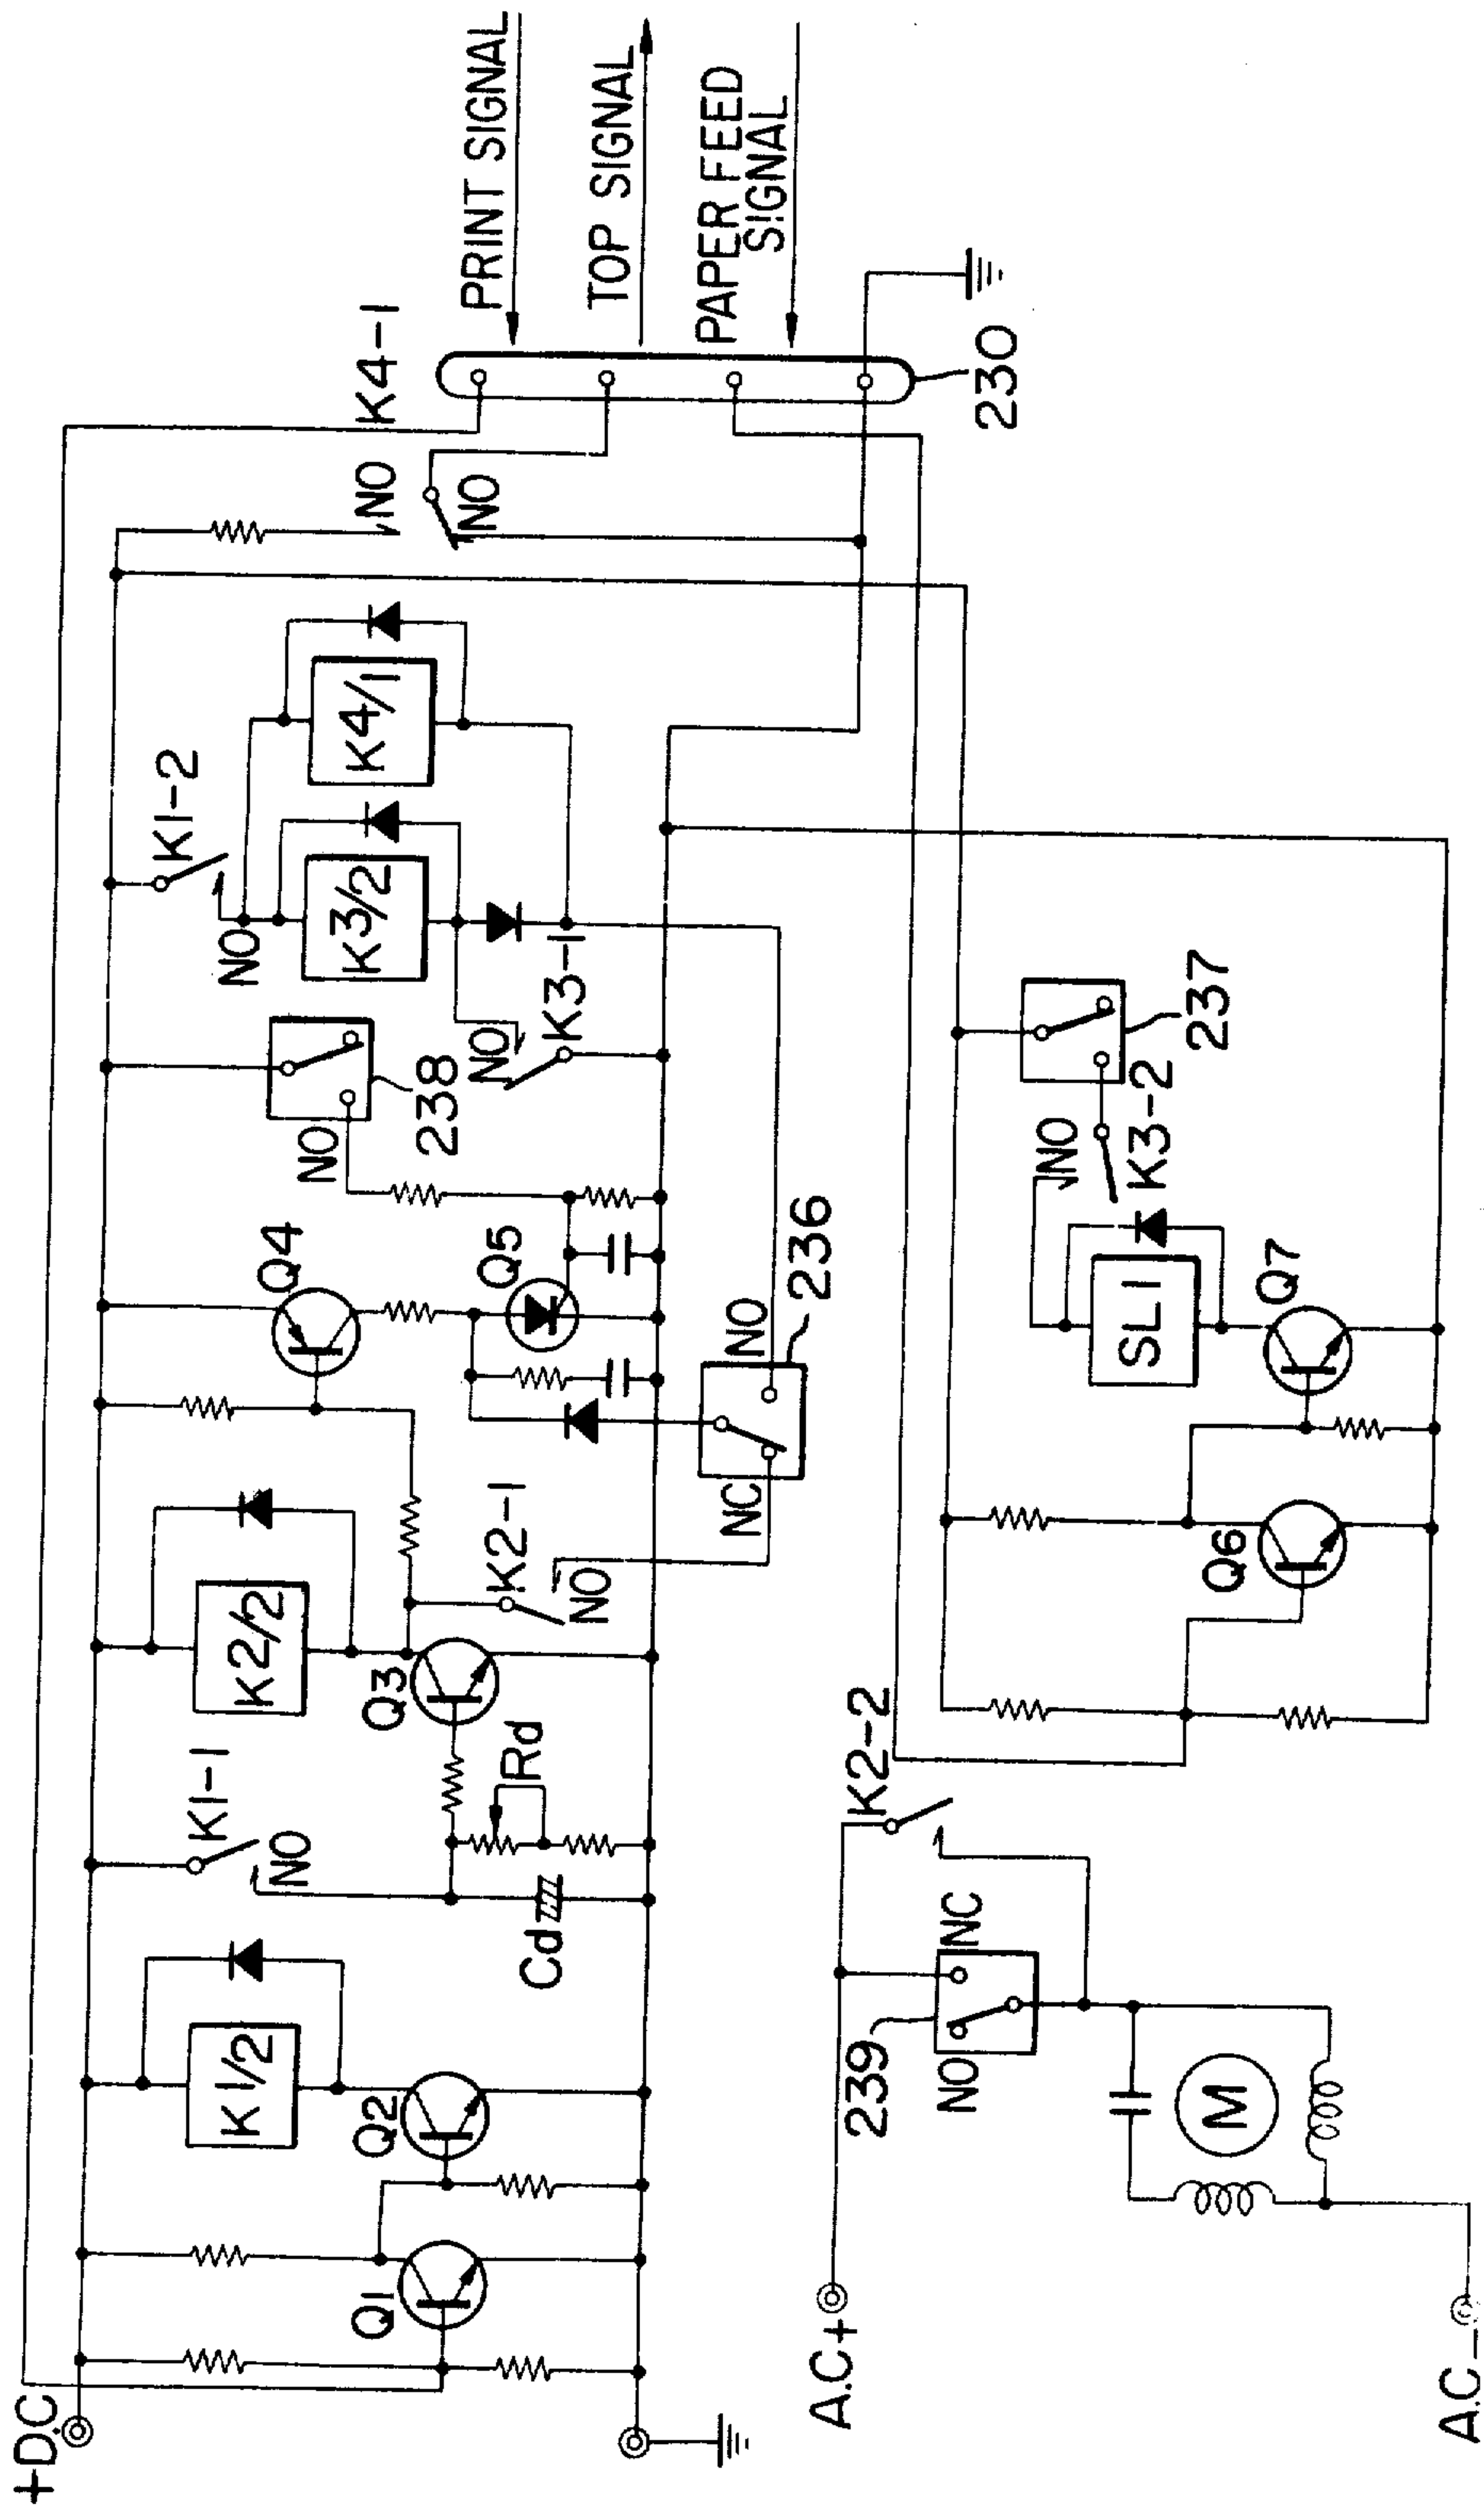 +D.C
K1/2
K1-1
NO
K2/2
Q1
Q2
Cd
Rd
Q3
K2-1
NO
Q4
Q5
NO
238
K1-2
NO
K3/2
K4/1
NO
K3-1
NO
K4-1
NO
PRINT SIGNAL
TOP SIGNAL
PAPER FEED
SIGNAL
230
NC
NO
236
A.C+
239
NO
NC
K2-2
M
A.C-
Q6
Q7
SL1
NO
K3-2
237